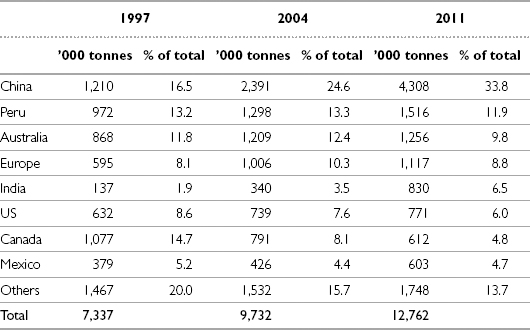 1997 2004 2011
’000 tonnes % of total ’000 tonnes % of total ’000 tonnes % of total
China 1,210 16.5 2,391 24.6 4,308 33.8
Peru 972 13.2 1,298 13.3 1,516 11.9
Australia 868 11.8 1,209 12.4 1,256 9.8
Europe 595 8.1 1,006 10.3 1,117 8.8
India 137 1.9 340 3.5 830 6.5
US 632 8.6 739 7.6 771 6.0
Canada 1,077 14.7 791 8.1 612 4.8
Mexico 379 5.2 426 4.4 603 4.7
Others 1,467 20.0 1,532 15.7 1,748 13.7
Total 7,337 9,732 12,762